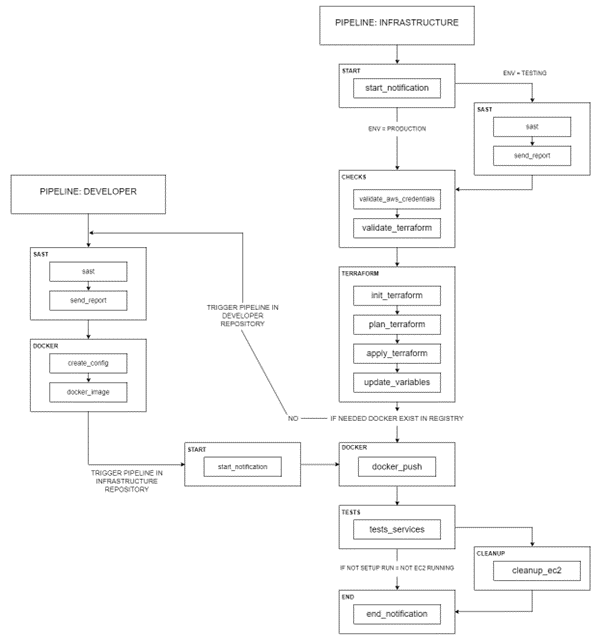 PIPELINE: INFRASTRUCTURE
START
start_notification
ENV = TESTING
ENV = PRODUCTION
SAST
sast
send_report
CHECKS
validate_aws_credentials
validate_terraform
PIPELINE: DEVELOPER
SAST
sast
send_report
TERRAFORM
init_terraform
plan_terraform
apply_terraform
update_variables
TRIGGER PIPELINE IN
DEVELOPER
REPOSITORY
DOCKER
create_config
docker_image
NO
IF NEEDED DOCKER EXIST IN REGISTRY
TRIGGER PIPELINE IN
INFRASTRUCTURE
REPOSITORY
START
start_notification
DOCKER
docker_push
TESTS
tests_services
IF NOT SETUP RUN = NOT EC2 RUNNING
CLEANUP
cleanup_ec2
END
end_notification